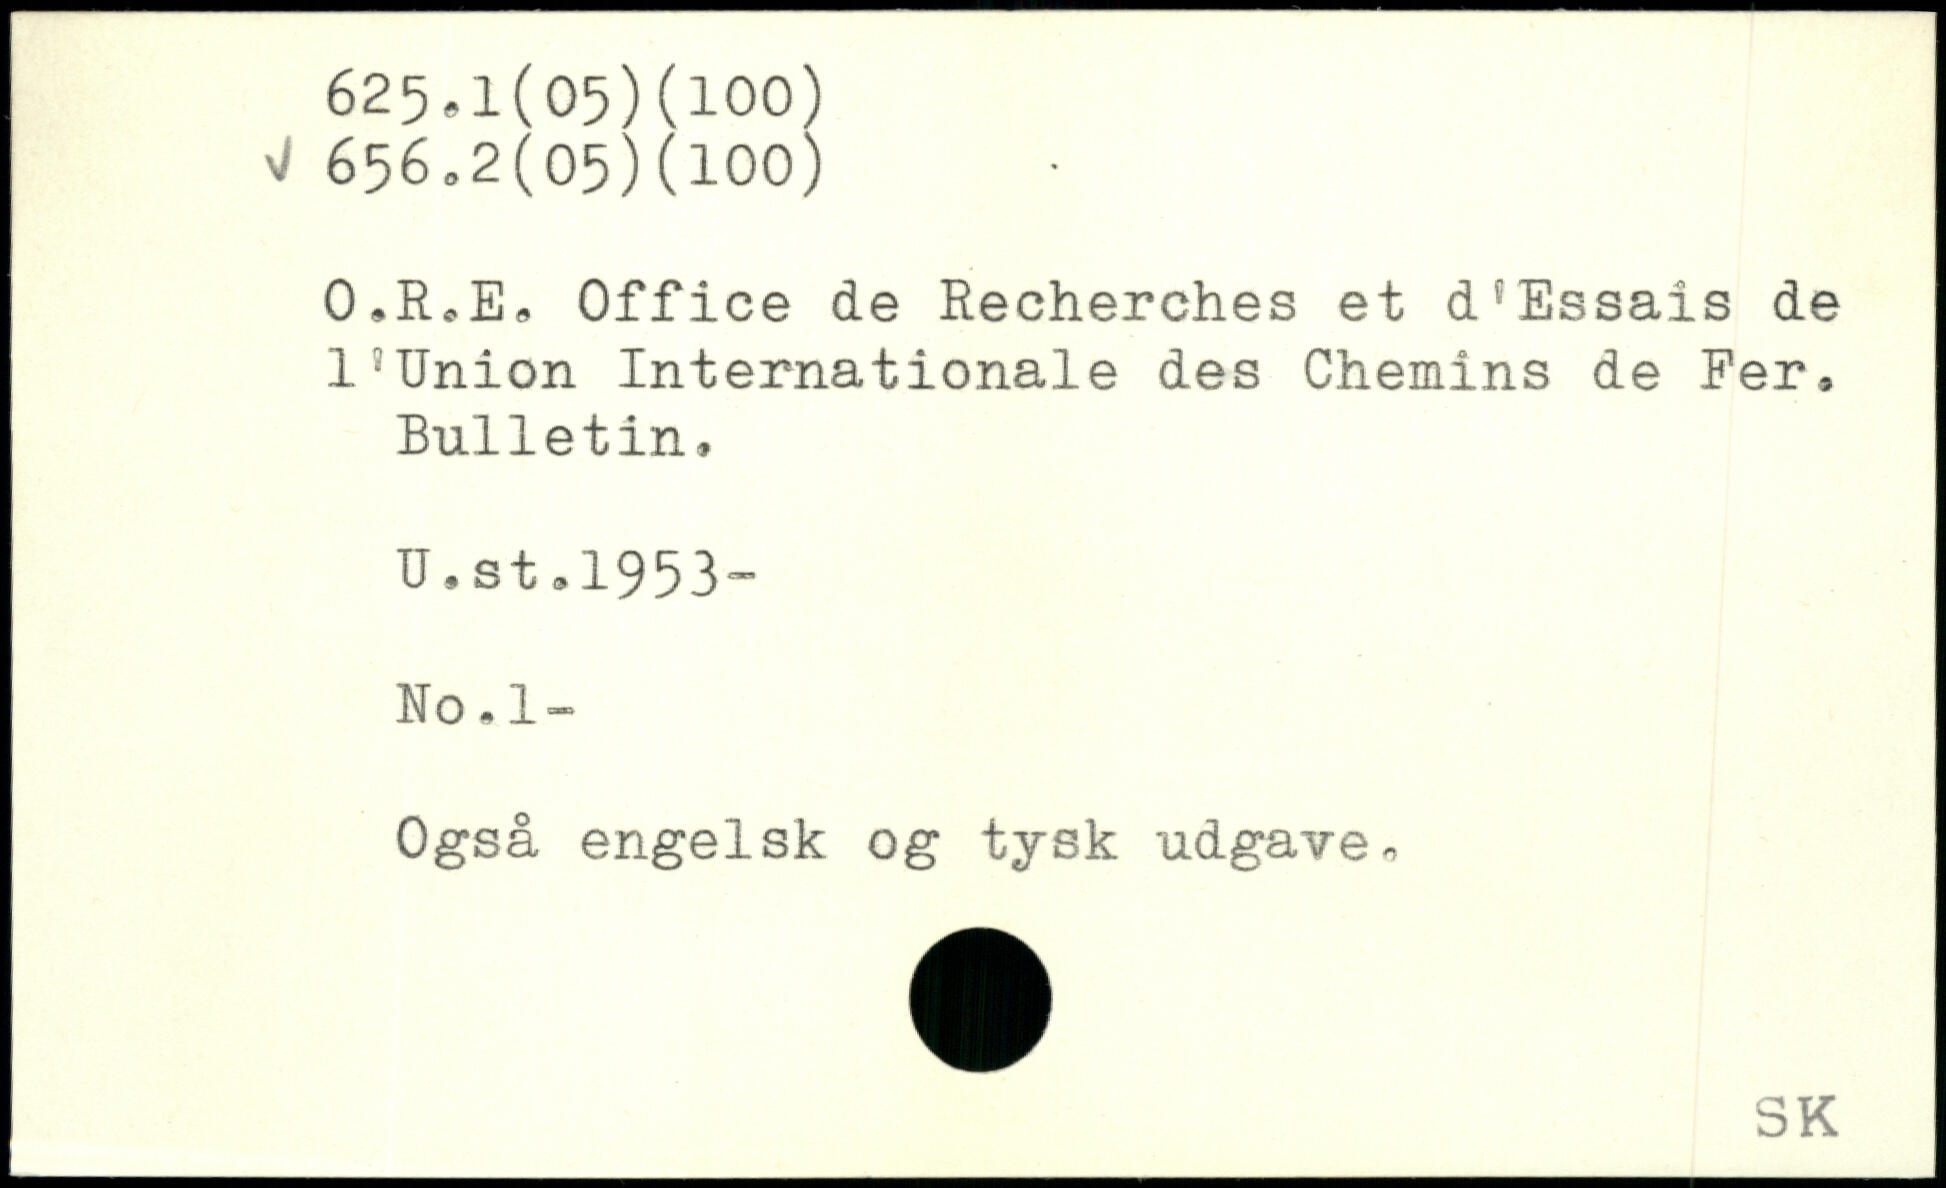 625.1(05)(100)
✓ 656.2(05)(100)
O.R.E. Office de Recherches et d'Essais de
l'Union Internationale des Chemins de Fer.
Bulletin.
U.st.1953-
No.1-
Også engelsk og tysk udgave.
SK